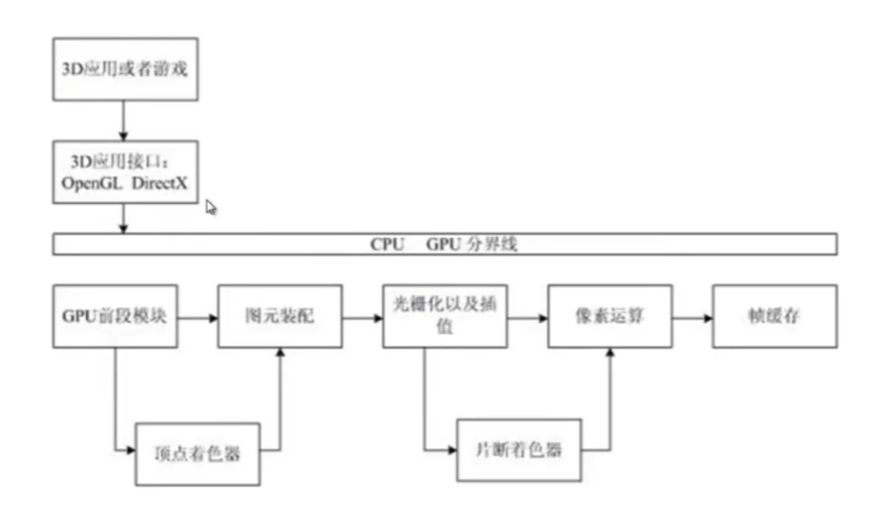 3D应用或者游戏
3D应用接口：
OpenGL DirectX
CPU GPU 分界线
GPU前段模块
图元装配
光栅化以及插
值
像素运算
帧缓存
顶点着色器
片断着色器